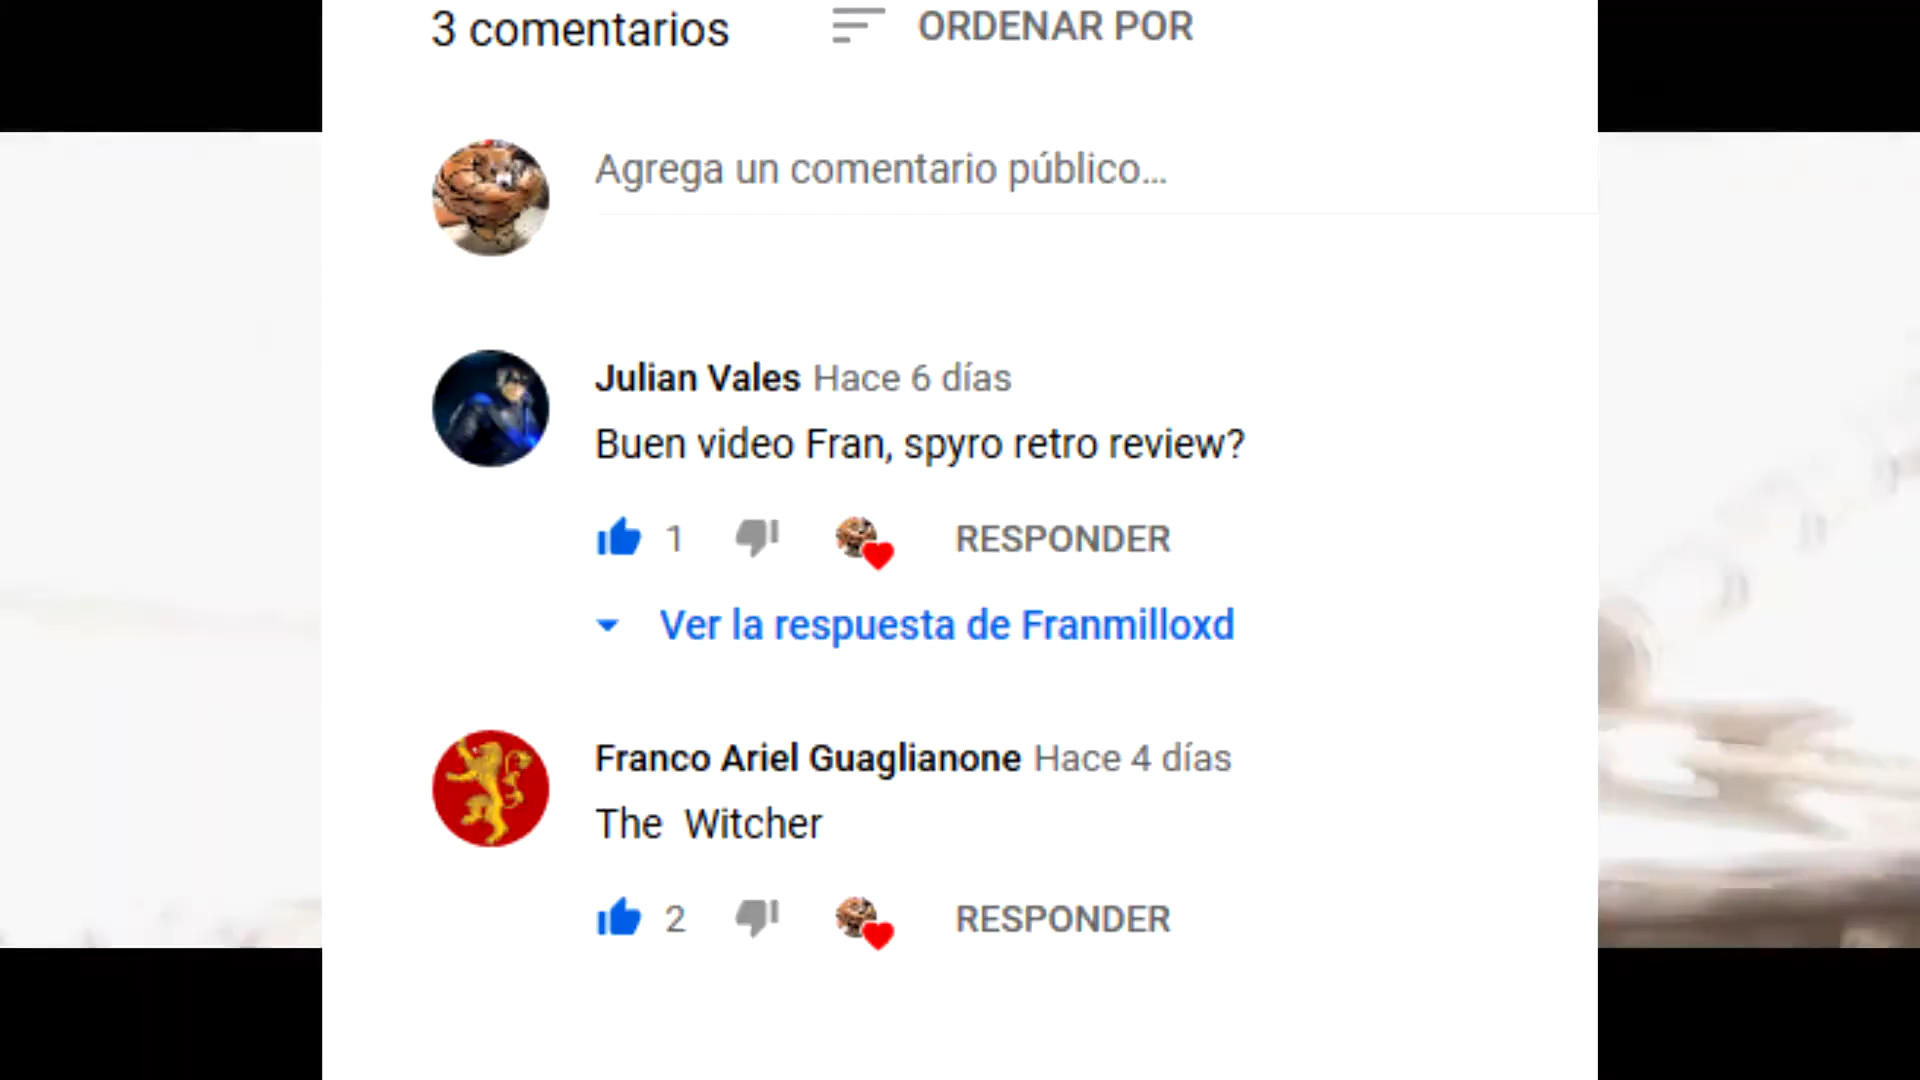 3 comentarios ORDENAR POR
Agrega un comentario público...
Julian Vales Hace 6 días
Buen video Fran, spyro retro review?
1 RESPONDER
Ver la respuesta de Franmilloxd
Franco Ariel Guaglianone Hace 4 días
The  Witcher
2 RESPONDER